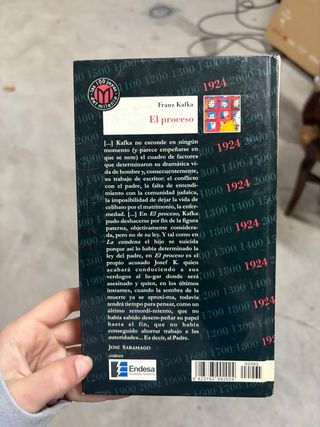 las 100 joyas
del milenio
1924
Franz Kafka
El proceso
[...] Kafka no esconde en ningún
momento (y parece empeñarse en
que se note) el cuadro de factores
que determinaron su dramática vi-
da de hombre y, consecuentemente,
su trabajo de escritor: el conflicto
con el padre, la falta de entendi-
miento con la comunidad judaica,
la imposibilidad de dejar la vida de
celibato por el matrimonio, la enfer-
medad. [...] En El proceso, Kafka
pudo deshacerse por fin de la figura
paterna, objetivamente considera-
da, pero no de su ley. Y tal como en
La condena el hijo se suicida
porque así lo había determinado la
ley del padre, en El proceso es el
propio acusado Josef K. quien
acabará conduciendo a sus
verdugos al lu-gar donde será
asesinado y quien, en los últimos
instantes, cuando la sombra de la
muerte ya se aproxi-ma, todavía
tendrá tiempo para pensar, como un
último remordi-miento, que no
había sabido desem-peñar su papel
hasta el fin, que no había
conseguido ahorrar trabajo a las
autoridades... Es decir, al Padre.
José Saramago
1924
1924
1924
1924
1924
colabora
Endesa
00065